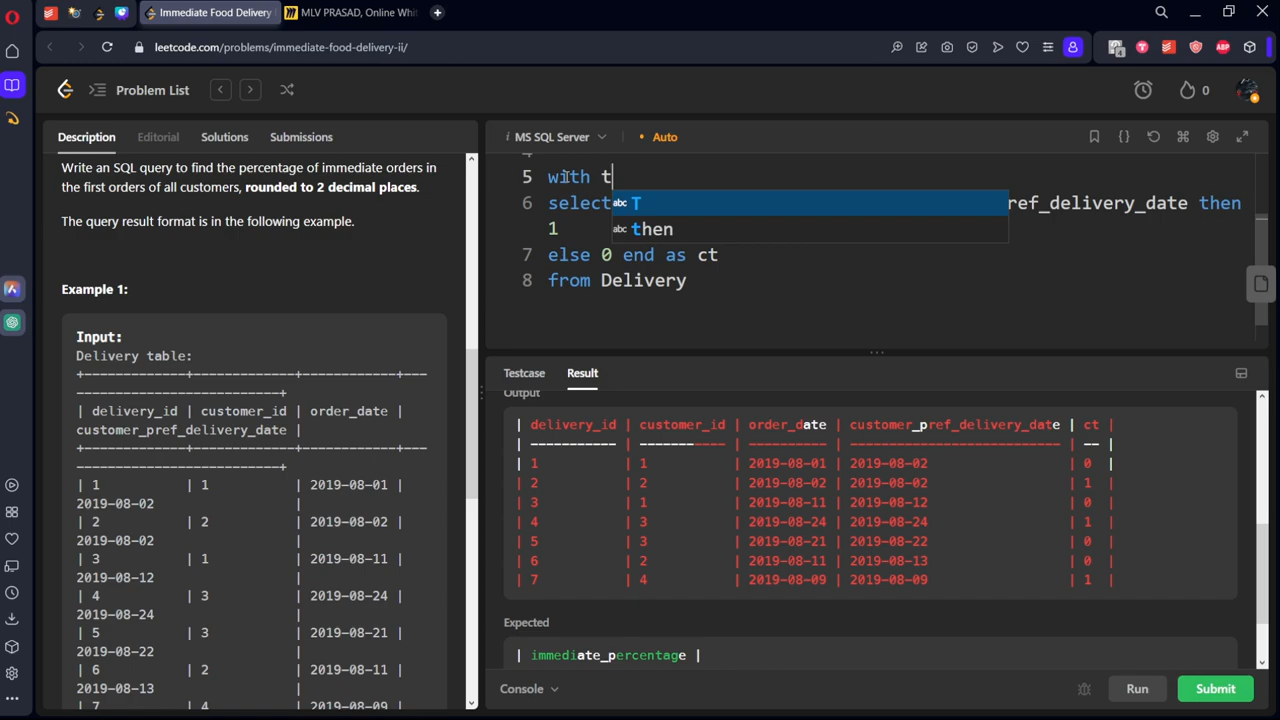 Immediate Food Delivery
MLV PRASAD, Online Whit
leetcode.com/problems/immediate-food-delivery-ii/
Problem List
0
Description
Editorial
Solutions
Submissions
Write an SQL query to find the percentage of immediate orders in
the first orders of all customers, rounded to 2 decimal places.
The query result format is in the following example.
Example 1:
Input:
Delivery table:
+-------------+-------------+------------+---
--------------------------+
| delivery_id | customer_id | order_date |
customer_pref_delivery_date |
+-------------+-------------+------------+---
--------------------------+
| 1 | 1 | 2019-08-01 |
2019-08-02 |
| 2 | 2 | 2019-08-02 |
2019-08-02 |
| 3 | 1 | 2019-08-11 |
2019-08-12 |
| 4 | 3 | 2019-08-24 |
2019-08-24 |
| 5 | 3 | 2019-08-21 |
2019-08-22 |
| 6 | 2 | 2019-08-11 |
2019-08-13 |
| 7 | 4 | 2019-08-09 |
MS SQL Server
Auto
4
5 with t
6 select ref_delivery_date then
1
7 else 0 end as ct
8 from Delivery
abc T
abc then
Testcase
Result
Output
| delivery_id | customer_id | order_date | customer_pref_delivery_date | ct |
| ----------- | ----------- | ---------- | --------------------------- | -- |
| 1 | 1 | 2019-08-01 | 2019-08-02 | 0 |
| 2 | 2 | 2019-08-02 | 2019-08-02 | 1 |
| 3 | 1 | 2019-08-11 | 2019-08-12 | 0 |
| 4 | 3 | 2019-08-24 | 2019-08-24 | 1 |
| 5 | 3 | 2019-08-21 | 2019-08-22 | 0 |
| 6 | 2 | 2019-08-11 | 2019-08-13 | 0 |
| 7 | 4 | 2019-08-09 | 2019-08-09 | 1 |
Expected
| immediate_percentage |
Console
Run
Submit